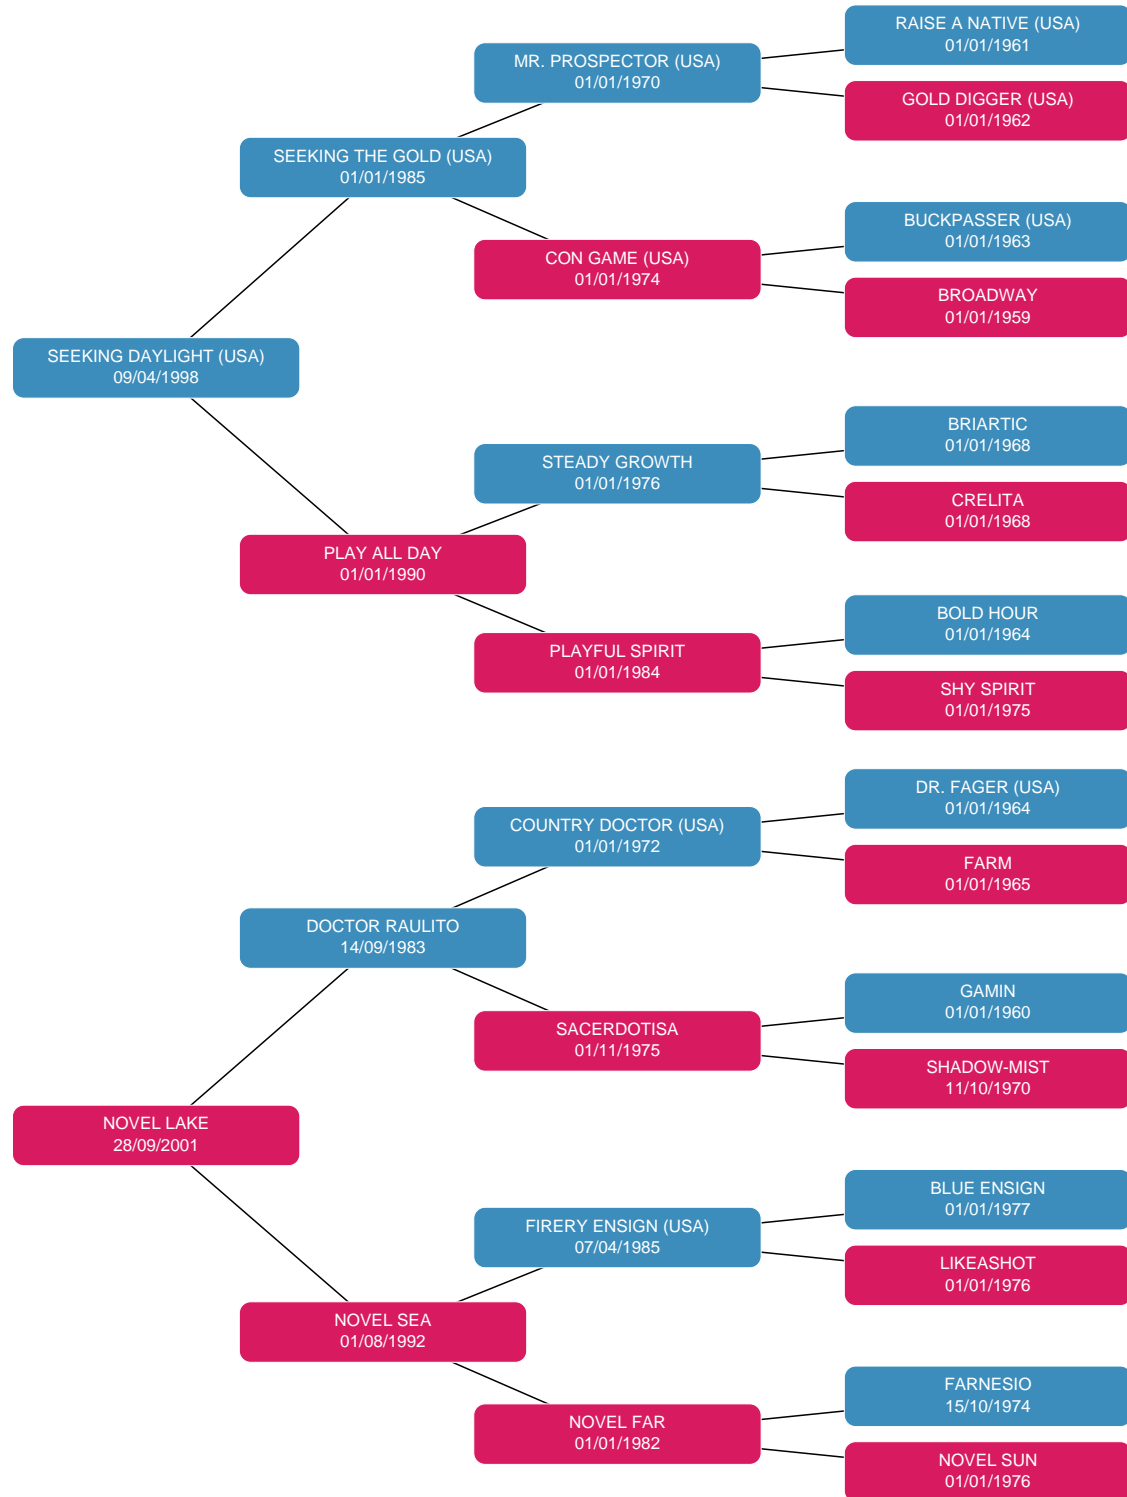 RAISE A NATIVE (USA)
01/01/1961
MR. PROSPECTOR (USA)
01/01/1970
GOLD DIGGER (USA)
01/01/1962
SEEKING THE GOLD (USA)
01/01/1985
BUCKPASSER (USA)
01/01/1963
CON GAME (USA)
01/01/1974
BROADWAY
01/01/1959
SEEKING DAYLIGHT (USA)
09/04/1998
BRIARTIC
01/01/1968
STEADY GROWTH
01/01/1976
CRELITA
01/01/1968
PLAY ALL DAY
01/01/1990
BOLD HOUR
01/01/1964
PLAYFUL SPIRIT
01/01/1984
SHY SPIRIT
01/01/1975
DR. FAGER (USA)
01/01/1964
COUNTRY DOCTOR (USA)
01/01/1972
FARM
01/01/1965
DOCTOR RAULITO
14/09/1983
GAMIN
01/01/1960
SACERDOTISA
01/11/1975
SHADOW-MIST
11/10/1970
NOVEL LAKE
28/09/2001
BLUE ENSIGN
01/01/1977
FIRERY ENSIGN (USA)
07/04/1985
LIKEASHOT
01/01/1976
NOVEL SEA
01/08/1992
FARNESIO
15/10/1974
NOVEL FAR
01/01/1982
NOVEL SUN
01/01/1976